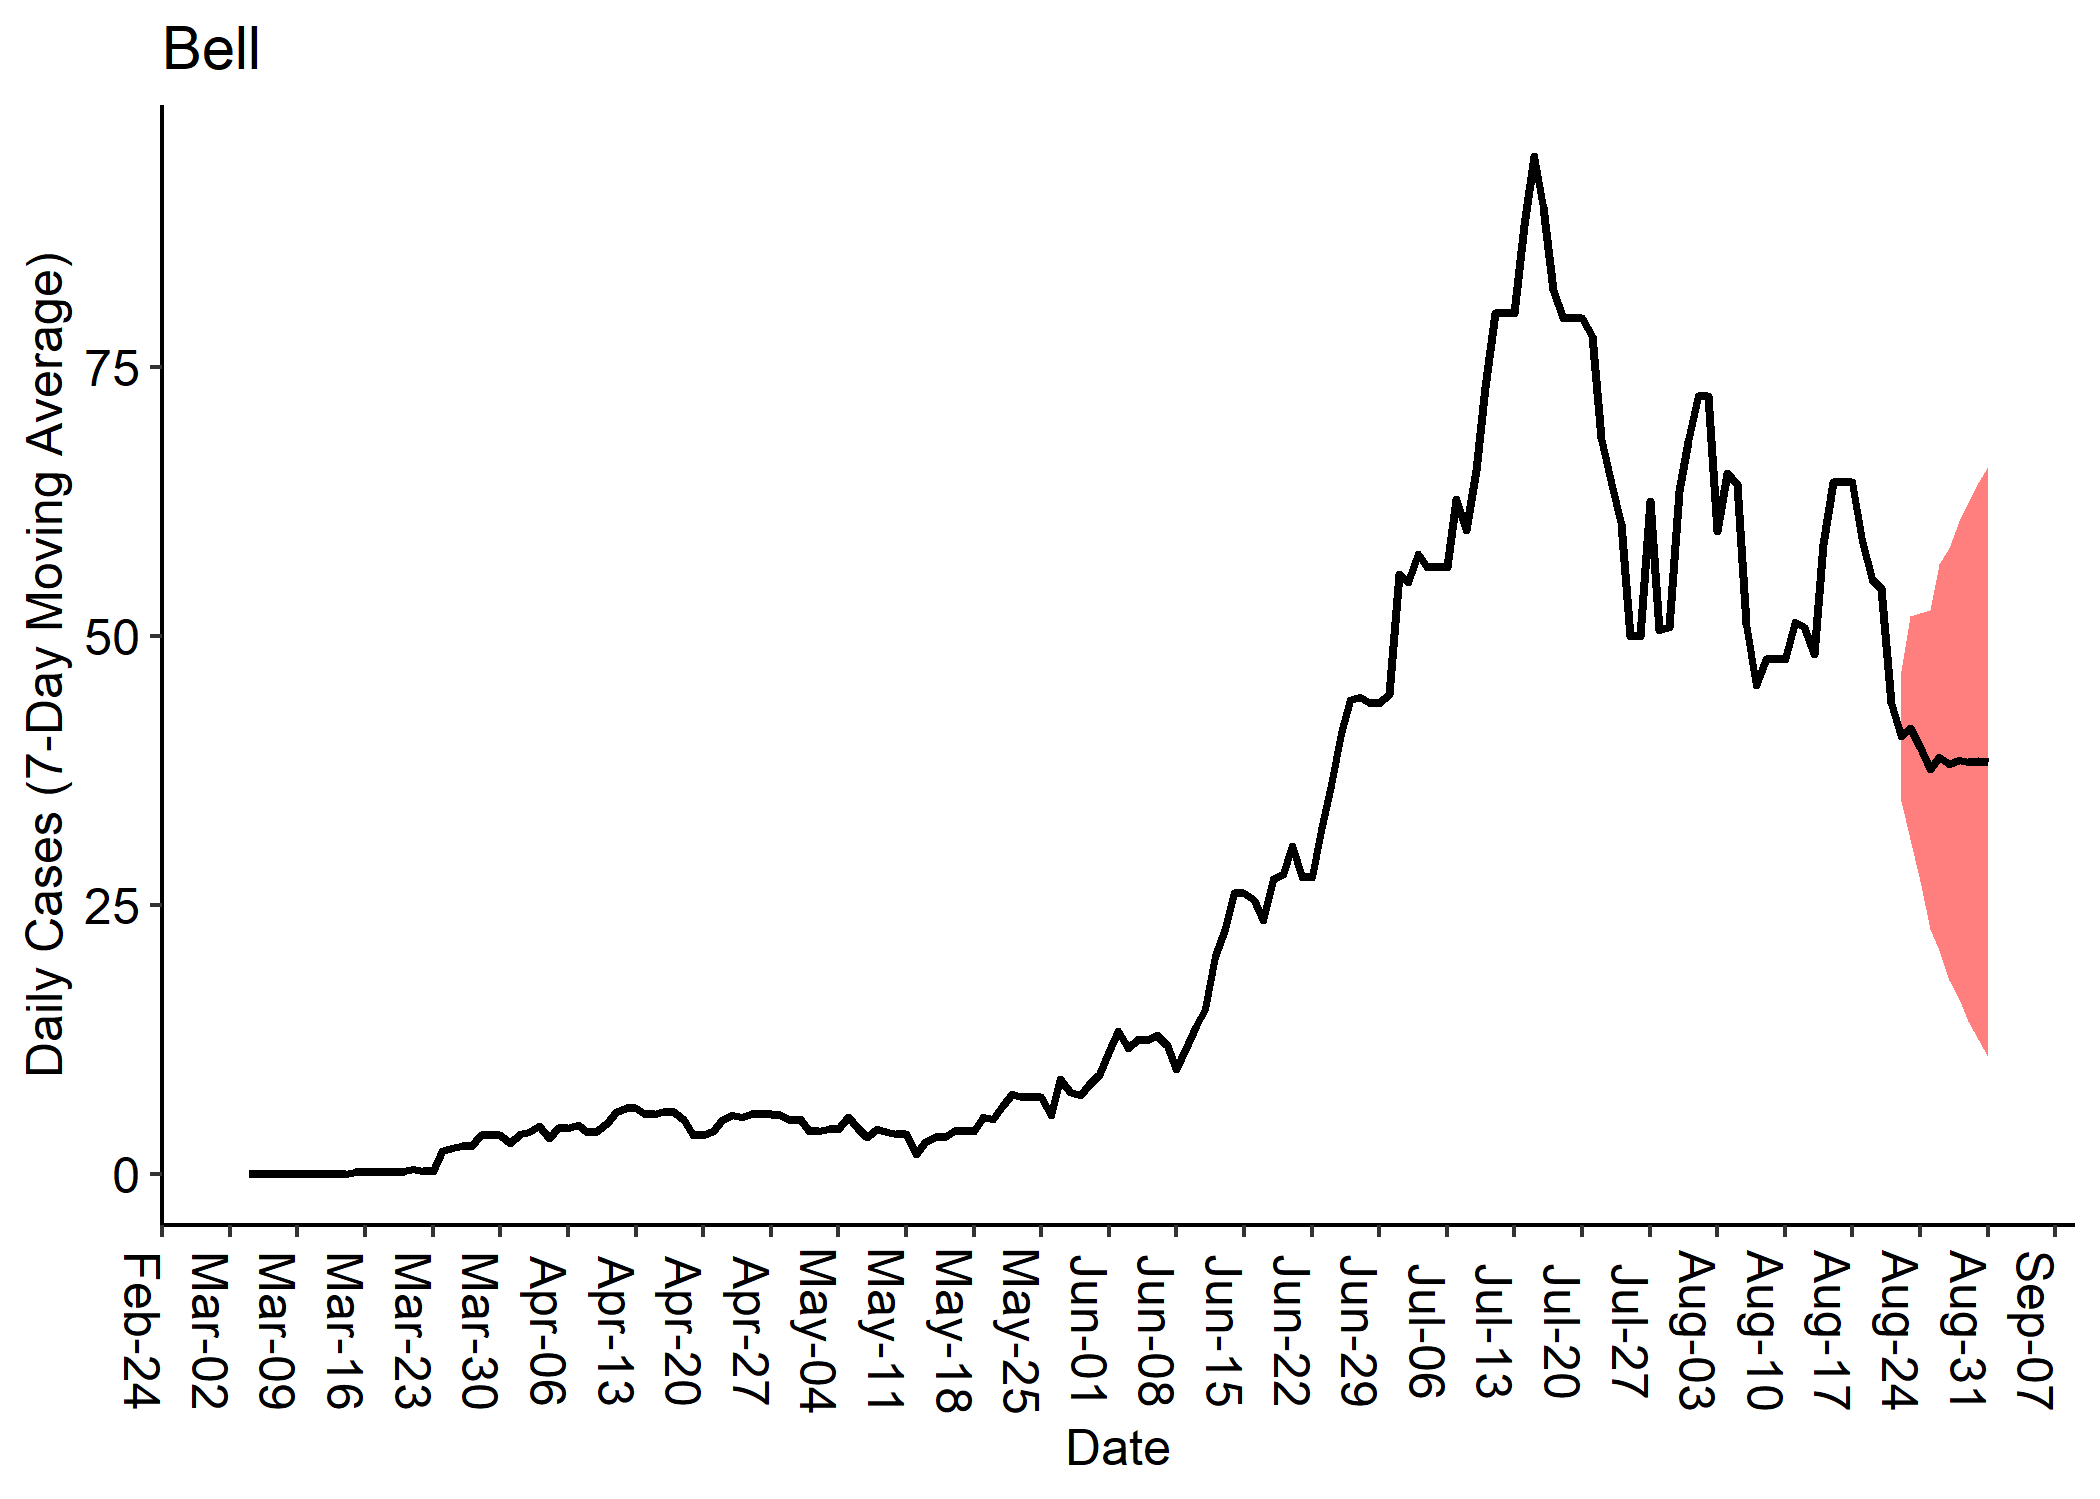 Bell
Daily Cases (7-Day Moving Average)
75
50
25
0
Feb-24
Mar-02
Mar-09
Mar-16
Mar-23
Mar-30
Apr-06
Apr-13
Apr-20
Apr-27
May-04
May-11
May-18
May-25
Jun-01
Jun-08
Jun-15
Jun-22
Jun-29
Jul-06
Jul-13
Jul-20
Jul-27
Aug-03
Aug-10
Aug-17
Aug-24
Aug-31
Sep-07
Date